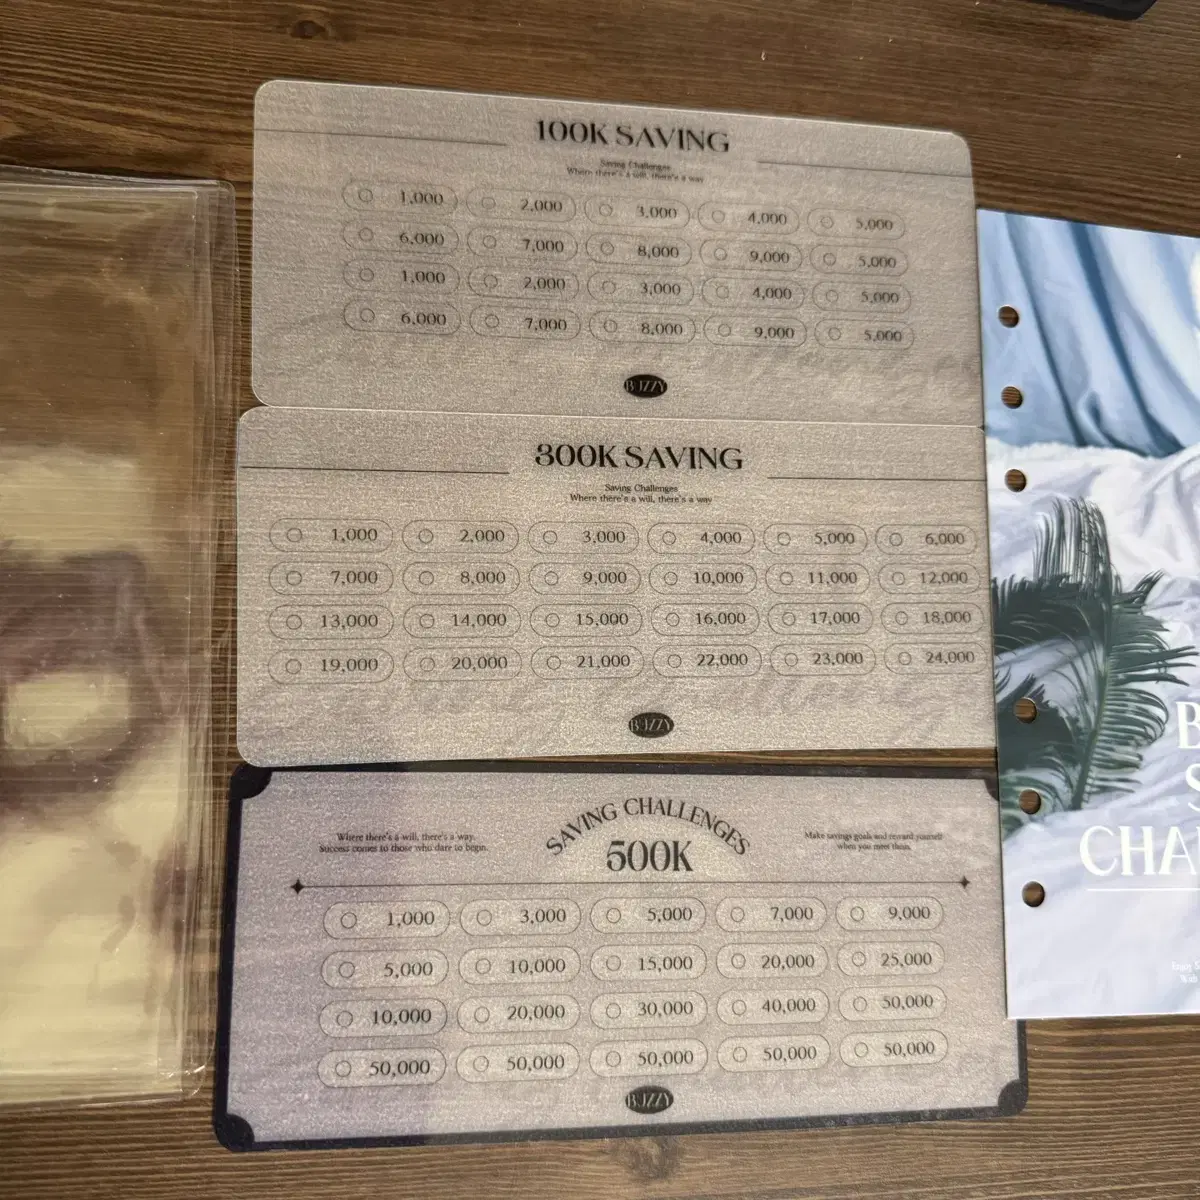 100K SAVING
Saving Challenges
Where there's a will, there's a way
1,000 2,000 3,000 4,000 5,000
6,000 7,000 8,000 9,000 5,000
1,000 2,000 3,000 4,000 5,000
6,000 7,000 8,000 9,000 5,000
BUZZY
300K SAVING
Saving Challenges
Where there's a will, there's a way
1,000 2,000 3,000 4,000 5,000 6,000
7,000 8,000 9,000 10,000 11,000 12,000
13,000 14,000 15,000 16,000 17,000 18,000
19,000 20,000 21,000 22,000 23,000 24,000
BUZZY
SAVING CHALLENGES
500K
Where there's a will, there's a way.
Success comes to those who dare to begin.
Make savings goals and reward yourself
when you meet them.
1,000 3,000 5,000 7,000 9,000
5,000 10,000 15,000 20,000 25,000
10,000 20,000 30,000 40,000 50,000
50,000 50,000 50,000 50,000 50,000
BUZZY
B
S
CHA